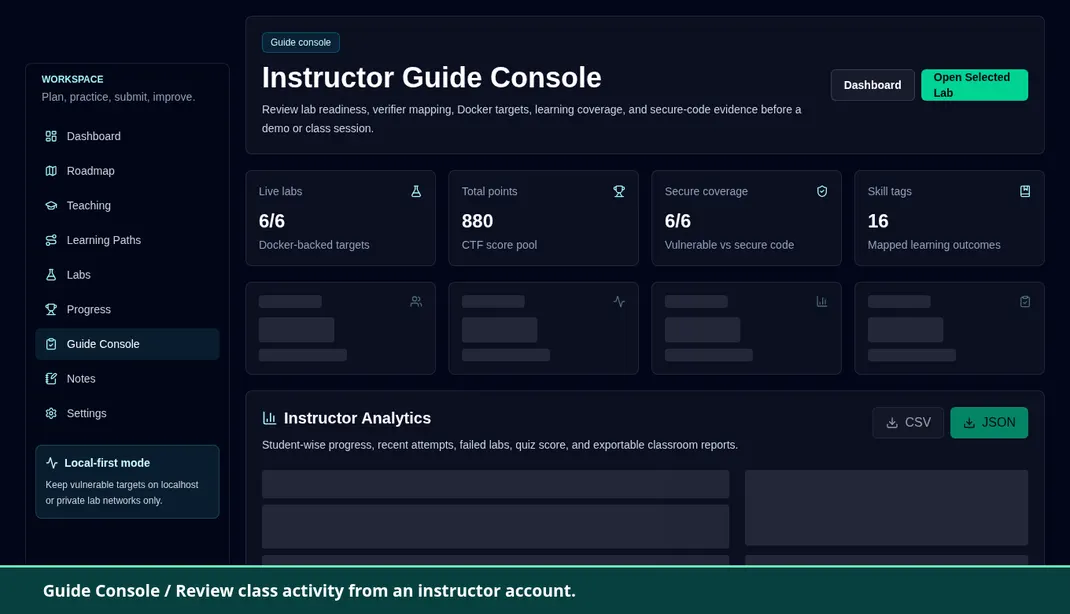 WORKSPACE
Plan, practice, submit, improve.
Dashboard
Roadmap
Teaching
Learning Paths
Labs
Progress
Guide Console
Notes
Settings
Local-first mode
Keep vulnerable targets on localhost
or private lab networks only.
Guide console
Instructor Guide Console
Review lab readiness, verifier mapping, Docker targets, learning coverage, and secure-code evidence before a
demo or class session.
Dashboard
Open Selected
Lab
Live labs
6/6
Docker-backed targets
Total points
880
CTF score pool
Secure coverage
6/6
Vulnerable vs secure code
Skill tags
16
Mapped learning outcomes
Instructor Analytics
Student-wise progress, recent attempts, failed labs, quiz score, and exportable classroom reports.
CSV
JSON
Guide Console / Review class activity from an instructor account.